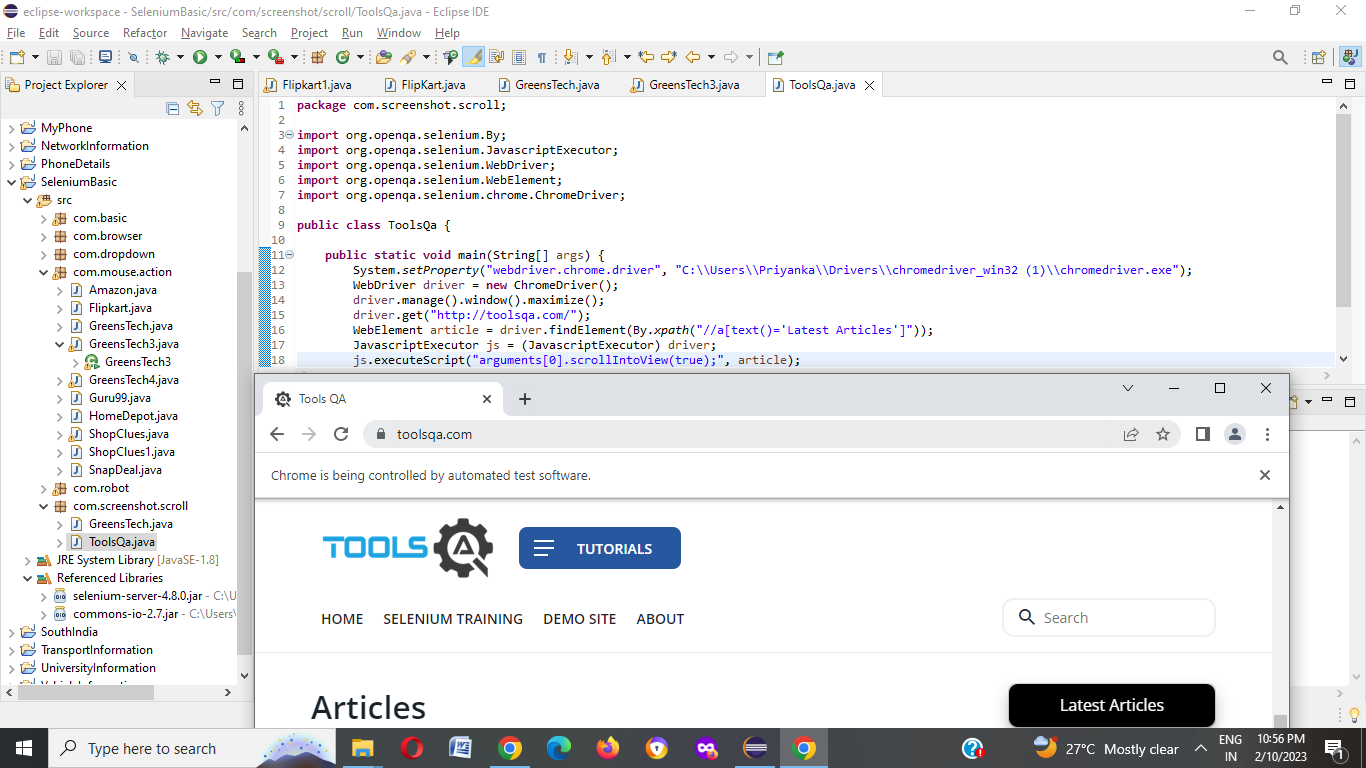 eclipse-workspace - SeleniumBasic/src/com/screenshot/scroll/ToolsQa.java - Eclipse IDE
File Edit Source Refactor Navigate Search Project Run Window Help
Project Explorer
Flipkart1.java FlipKart.java GreensTech.java GreensTech3.java ToolsQa.java
MyPhone
NetworkInformation
PhoneDetails
SeleniumBasic
src
com.basic
com.browser
com.dropdown
com.mouse.action
Amazon.java
Flipkart.java
GreensTech.java
GreensTech3.java
GreensTech3
GreensTech4.java
Guru99.java
HomeDepot.java
ShopClues.java
ShopClues1.java
SnapDeal.java
com.robot
com.screenshot.scroll
GreensTech.java
ToolsQa.java
JRE System Library [JavaSE-1.8]
Referenced Libraries
selenium-server-4.8.0.jar - C:\U
commons-io-2.7.jar - C:\Users\
SouthIndia
TransportInformation
UniversityInformation
1 package com.screenshot.scroll;
2
3 import org.openqa.selenium.By;
4 import org.openqa.selenium.JavascriptExecutor;
5 import org.openqa.selenium.WebDriver;
6 import org.openqa.selenium.WebElement;
7 import org.openqa.selenium.chrome.ChromeDriver;
8
9 public class ToolsQa {
10
11 public static void main(String[] args) {
12 System.setProperty("webdriver.chrome.driver", "C:\\Users\\Priyanka\\Drivers\\chromedriver_win32 (1)\\chromedriver.exe");
13 WebDriver driver = new ChromeDriver();
14 driver.manage().window().maximize();
15 driver.get("http://toolsqa.com/");
16 WebElement article = driver.findElement(By.xpath("//a[text()='Latest Articles']"));
17 JavascriptExecutor js = (JavascriptExecutor) driver;
18 js.executeScript("arguments[0].scrollIntoView(true);", article);
Tools QA
toolsqa.com
Chrome is being controlled by automated test software.
TOOLS QA
TUTORIALS
HOME SELENIUM TRAINING DEMO SITE ABOUT
Search
Articles
Latest Articles
Type here to search
27°C Mostly clear
ENG
IN
10:56 PM
2/10/2023
1